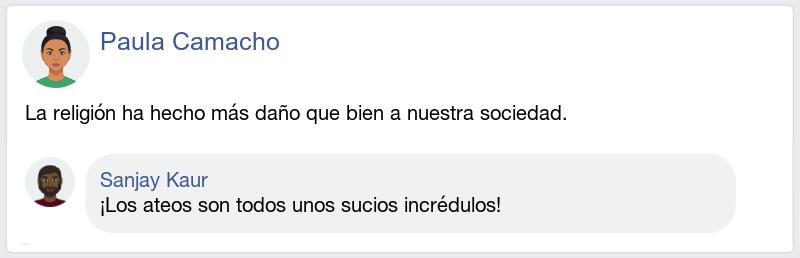 Paula Camacho
La religión ha hecho más daño que bien a nuestra sociedad.
Sanjay Kaur
¡Los ateos son todos unos sucios incrédulos!